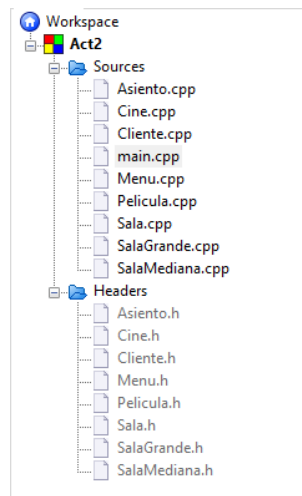 Workspace
Act2
Sources
Asiento.cpp
Cine.cpp
Cliente.cpp
main.cpp
Menu.cpp
Pelicula.cpp
Sala.cpp
SalaGrande.cpp
SalaMediana.cpp
Headers
Asiento.h
Cine.h
Cliente.h
Menu.h
Pelicula.h
Sala.h
SalaGrande.h
SalaMediana.h